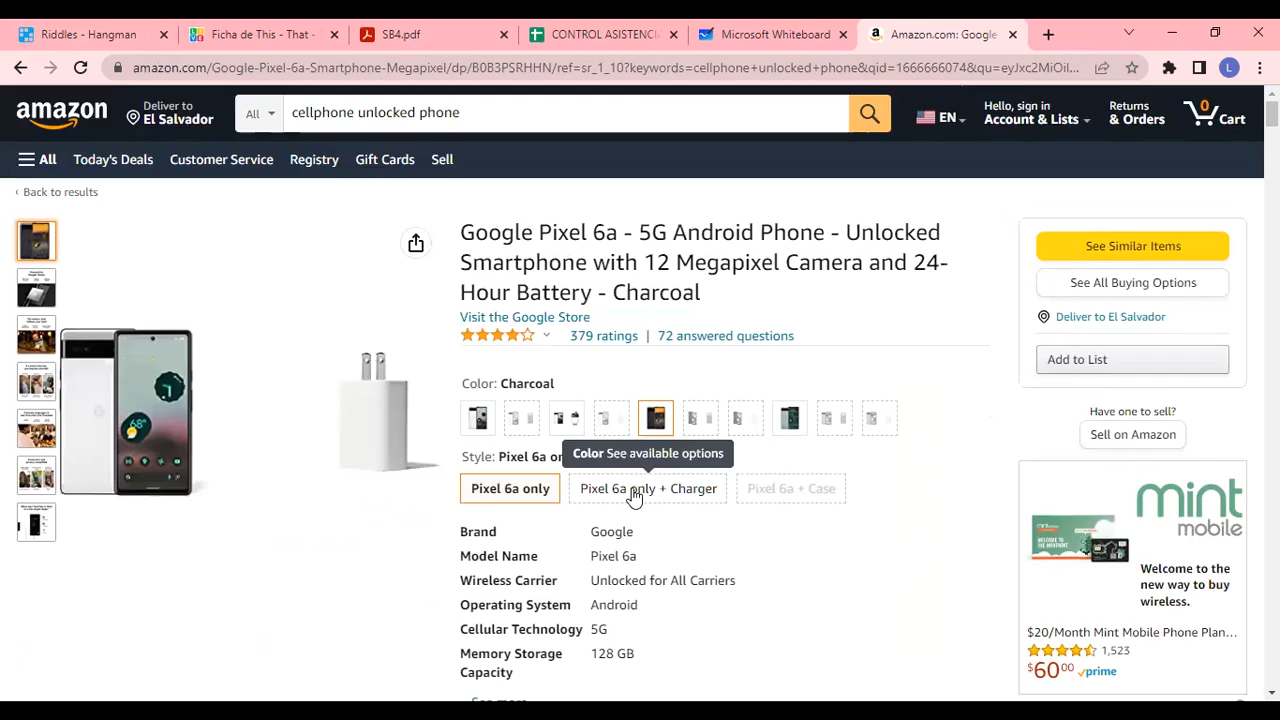 Riddles - Hangman
Ficha de This - That -
SB4.pdf
CONTROL ASISTENCI
Microsoft Whiteboard
Amazon.com: Google
amazon.com/Google-Pixel-6a-Smartphone-Megapixel/dp/B0B3PSRHHN/ref=sr_1_10?keywords=cellphone+unlocked+phone&qid=1666666074&qu=eyJxc2MiOiI...
L
amazon
Deliver to
El Salvador
All
cellphone unlocked phone
EN
Hello, sign in
Account & Lists
Returns
& Orders
0
Cart
All
Today's Deals
Customer Service
Registry
Gift Cards
Sell
‹ Back to results
Google Pixel 6a - 5G Android Phone - Unlocked
Smartphone with 12 Megapixel Camera and 24-
Hour Battery - Charcoal
Visit the Google Store
379 ratings | 72 answered questions
Color: Charcoal
Color See available options
Style: Pixel 6a on
Pixel 6a only
Pixel 6a only + Charger
Pixel 6a + Case
Brand Google
Model Name Pixel 6a
Wireless Carrier Unlocked for All Carriers
Operating System Android
Cellular Technology 5G
Memory Storage 128 GB
Capacity
See more
See Similar Items
See All Buying Options
Deliver to El Salvador
Add to List
Have one to sell?
Sell on Amazon
mint
mobile
Welcome to the
new way to buy
wireless.
$20/Month Mint Mobile Phone Plan...
1,523
$60⁰⁰ prime